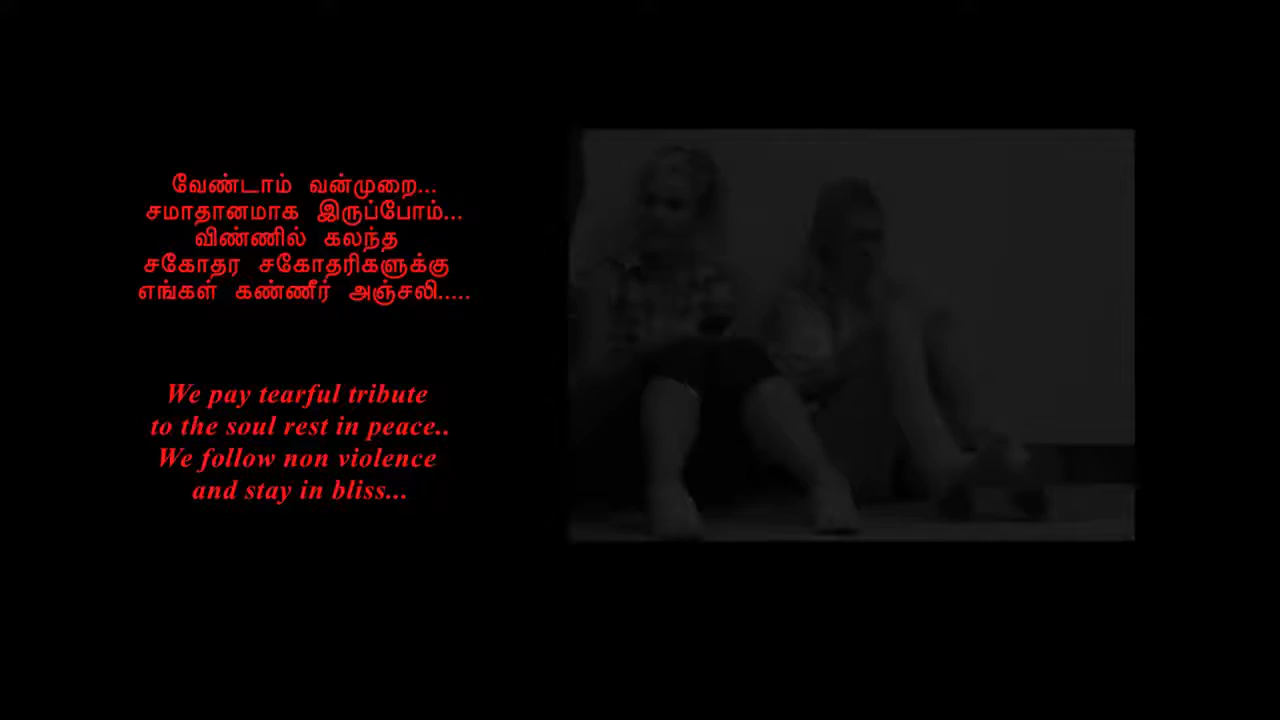 வேண்டாம் வன்முறை...
சமாதானமாக இருப்போம்...
விண்ணில் கலந்த
சகோதர சகோதரிகளுக்கு
எங்கள் கண்ணீர் அஞ்சலி.....
We pay tearful tribute
to the soul rest in peace..
We follow non violence
and stay in bliss...